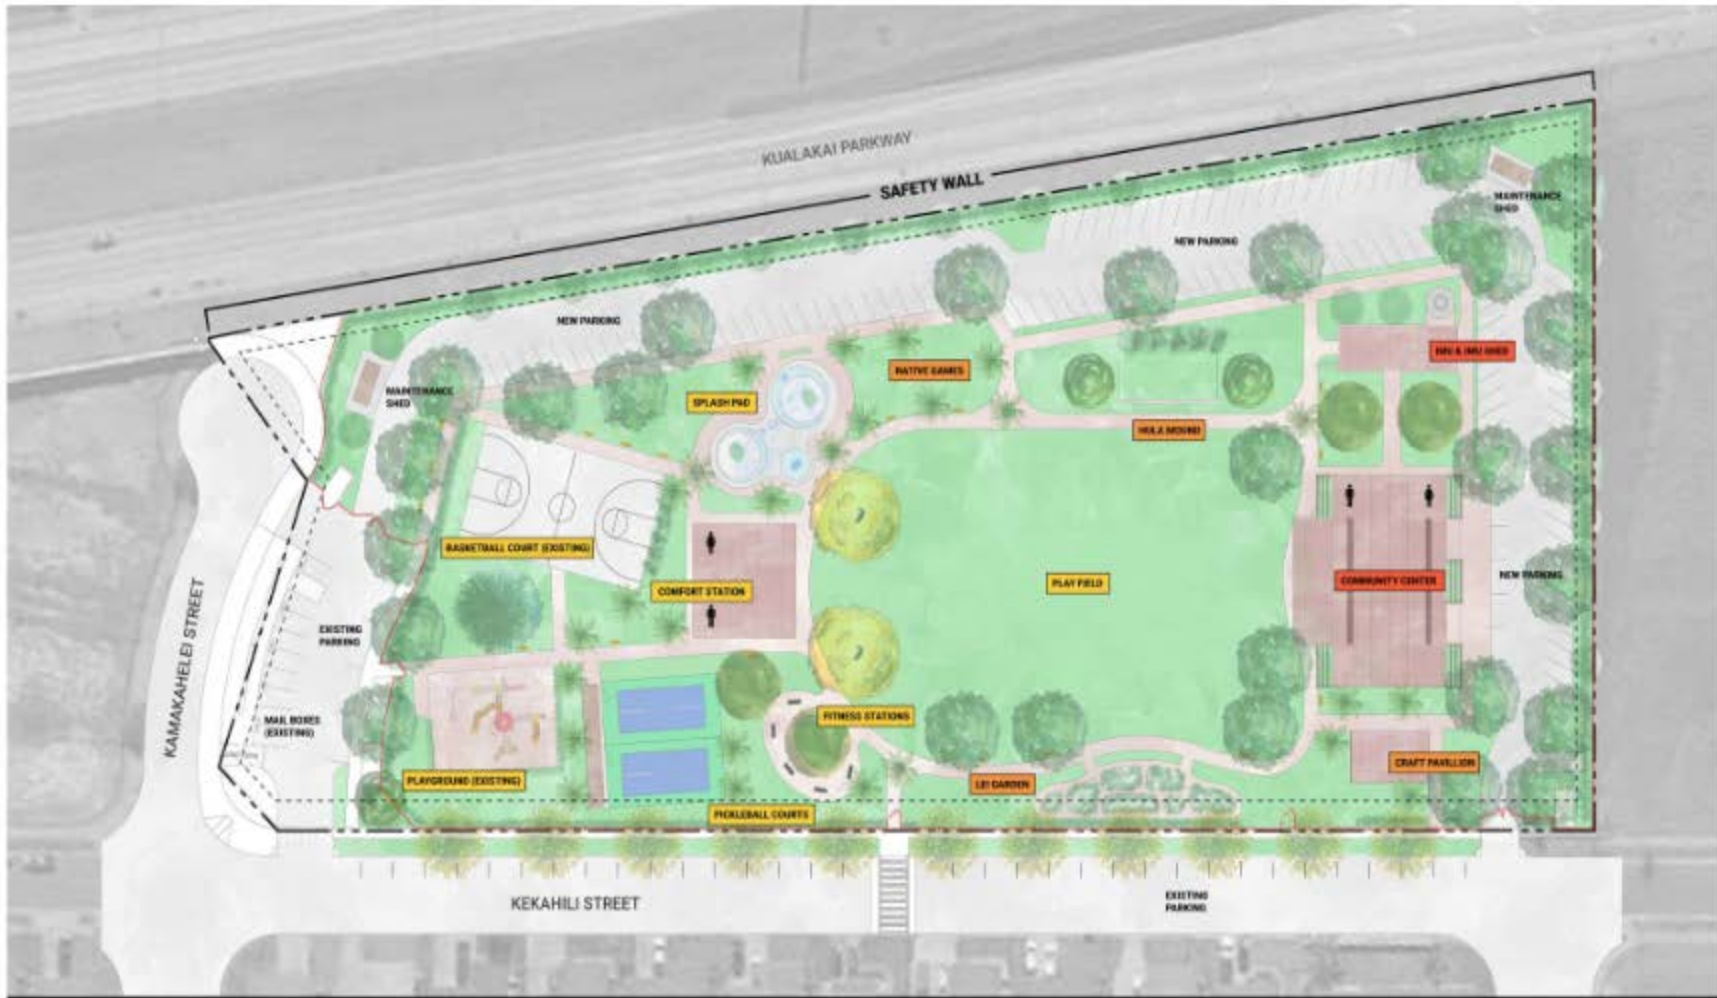 KUALAKAI PARKWAY
SAFETY WALL
MAINTENANCE
SHED
NEW PARKING
NEW PARKING
IMU & IMU SHED
NATIVE GAMES
MAINTENANCE
SHED
SPLASH PAD
HULA MOUND
BASKETBALL COURT (EXISTING)
COMFORT STATION
PLAY FIELD
COMMUNITY CENTER
NEW PARKING
KAMAKAHELEI STREET
EXISTING
PARKING
MAIL BOXES
(EXISTING)
FITNESS STATIONS
CRAFT PAVILLION
PLAYGROUND (EXISTING)
LEI GARDEN
PICKLEBALL COURTS
KEKAHILI STREET
EXISTING
PARKING